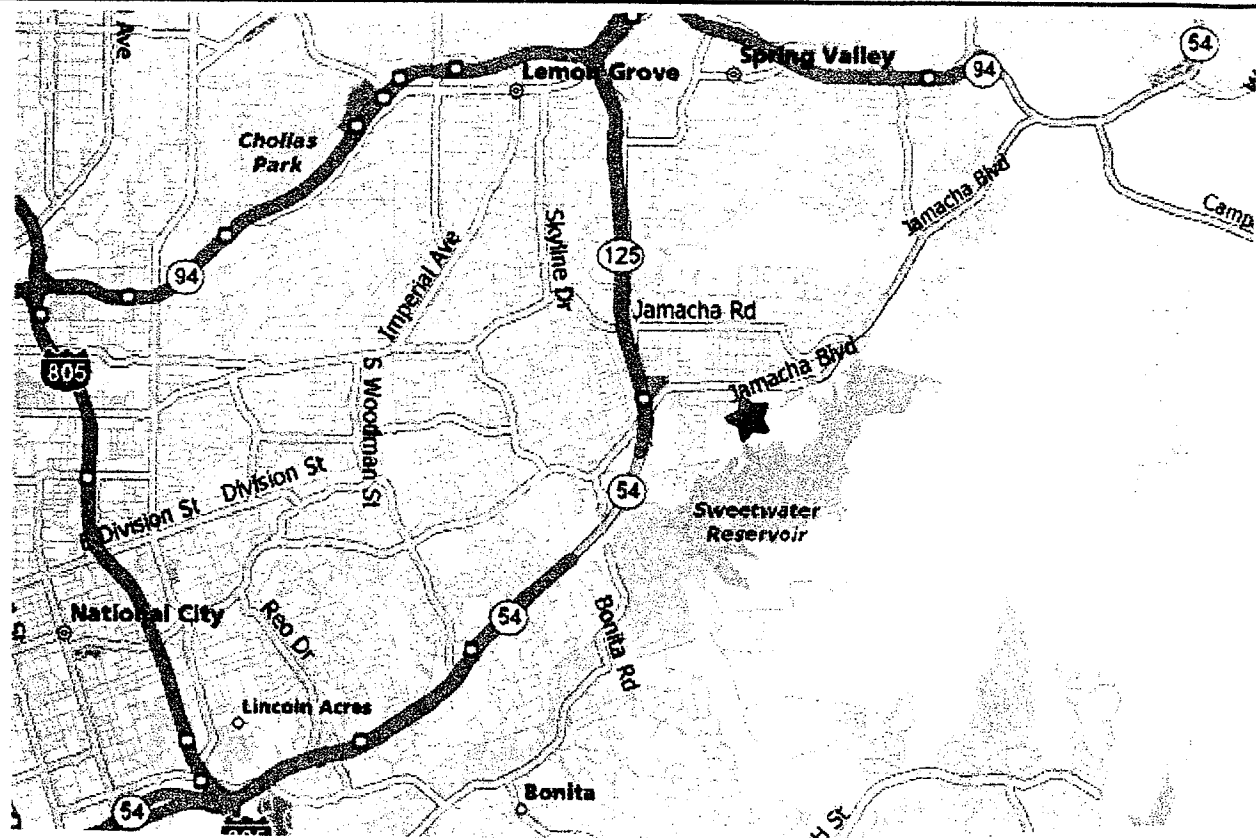 Ave
54
Spring Valley
Lemon Grove
94
Chollas
Park
Jamacha Blvd
Camp
Skyline Dr
125
Imperial Ave
94
Jamacha Rd
805
S Woodman St
Jamacha Blvd
Division St
Division St
54
Sweetwater
Reservoir
National City
Reo Dr
54
Bonita Rd
Lincoln Acres
Bonita
54
H St